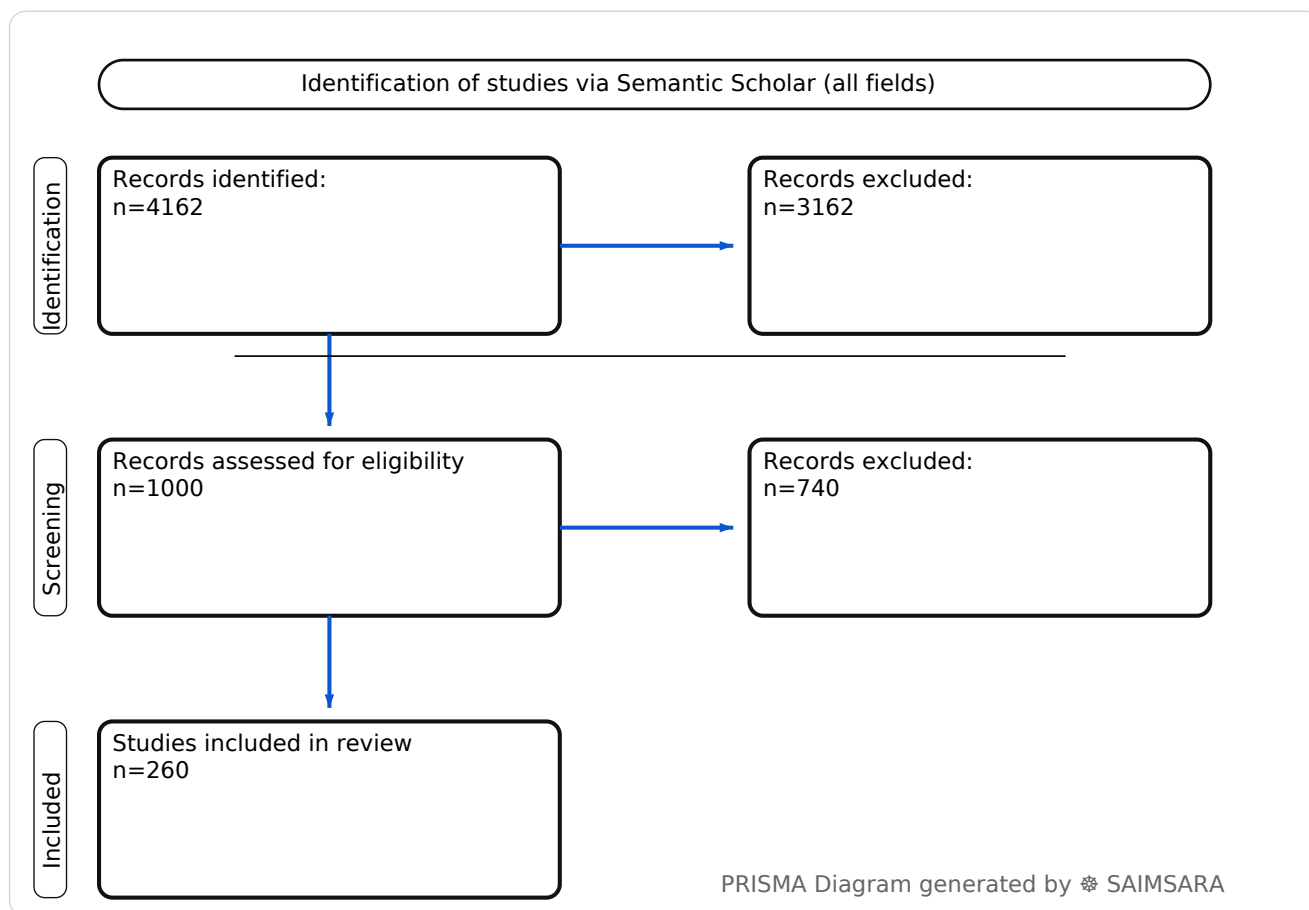 Identification of studies via Semantic Scholar (all fields)
Identification
Records identified:
n=4162
Records excluded:
n=3162
Screening
Records assessed for eligibility
n=1000
Records excluded:
n=740
Included
Studies included in review
n=260
PRISMA Diagram generated by ☸ SAIMSARA